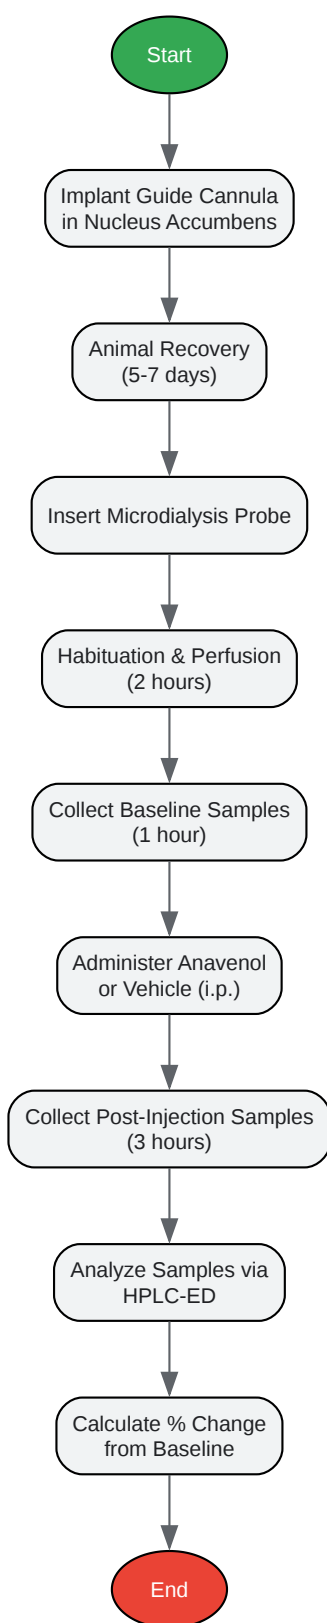 Start
Implant Guide Cannula
in Nucleus Accumbens
Animal Recovery
(5-7 days)
Insert Microdialysis Probe
Habituation & Perfusion
(2 hours)
Collect Baseline Samples
(1 hour)
Administer Anavenol
or Vehicle (i.p.)
Collect Post-Injection Samples
(3 hours)
Analyze Samples via
HPLC-ED
Calculate % Change
from Baseline
End